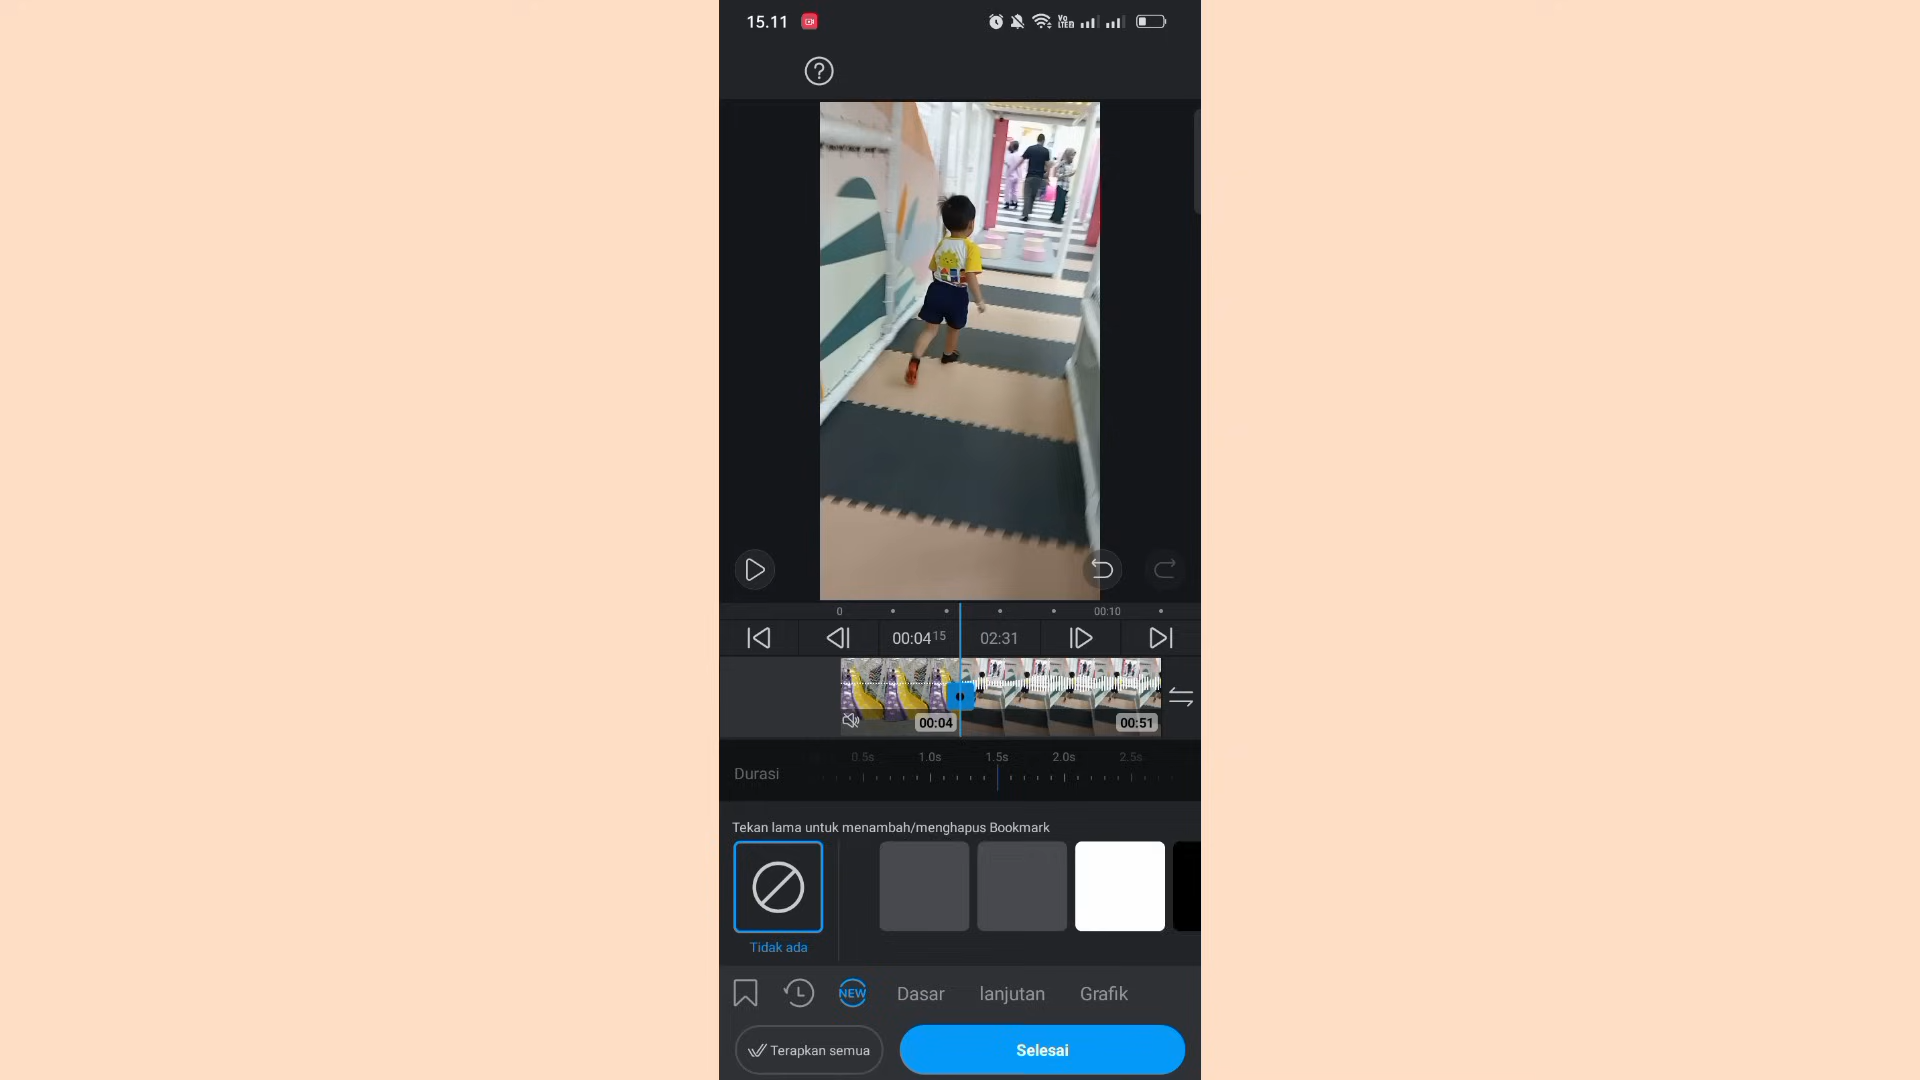 15.11
Vo
LTE
?
0
00:10
00:04 15
02:31
00:04
00:51
0.5s 1.0s 1.5s 2.0s 2.5s
Durasi
Tekan lama untuk menambah/menghapus Bookmark
Tidak ada
NEW Dasar lanjutan Grafik
Terapkan semua
Selesai